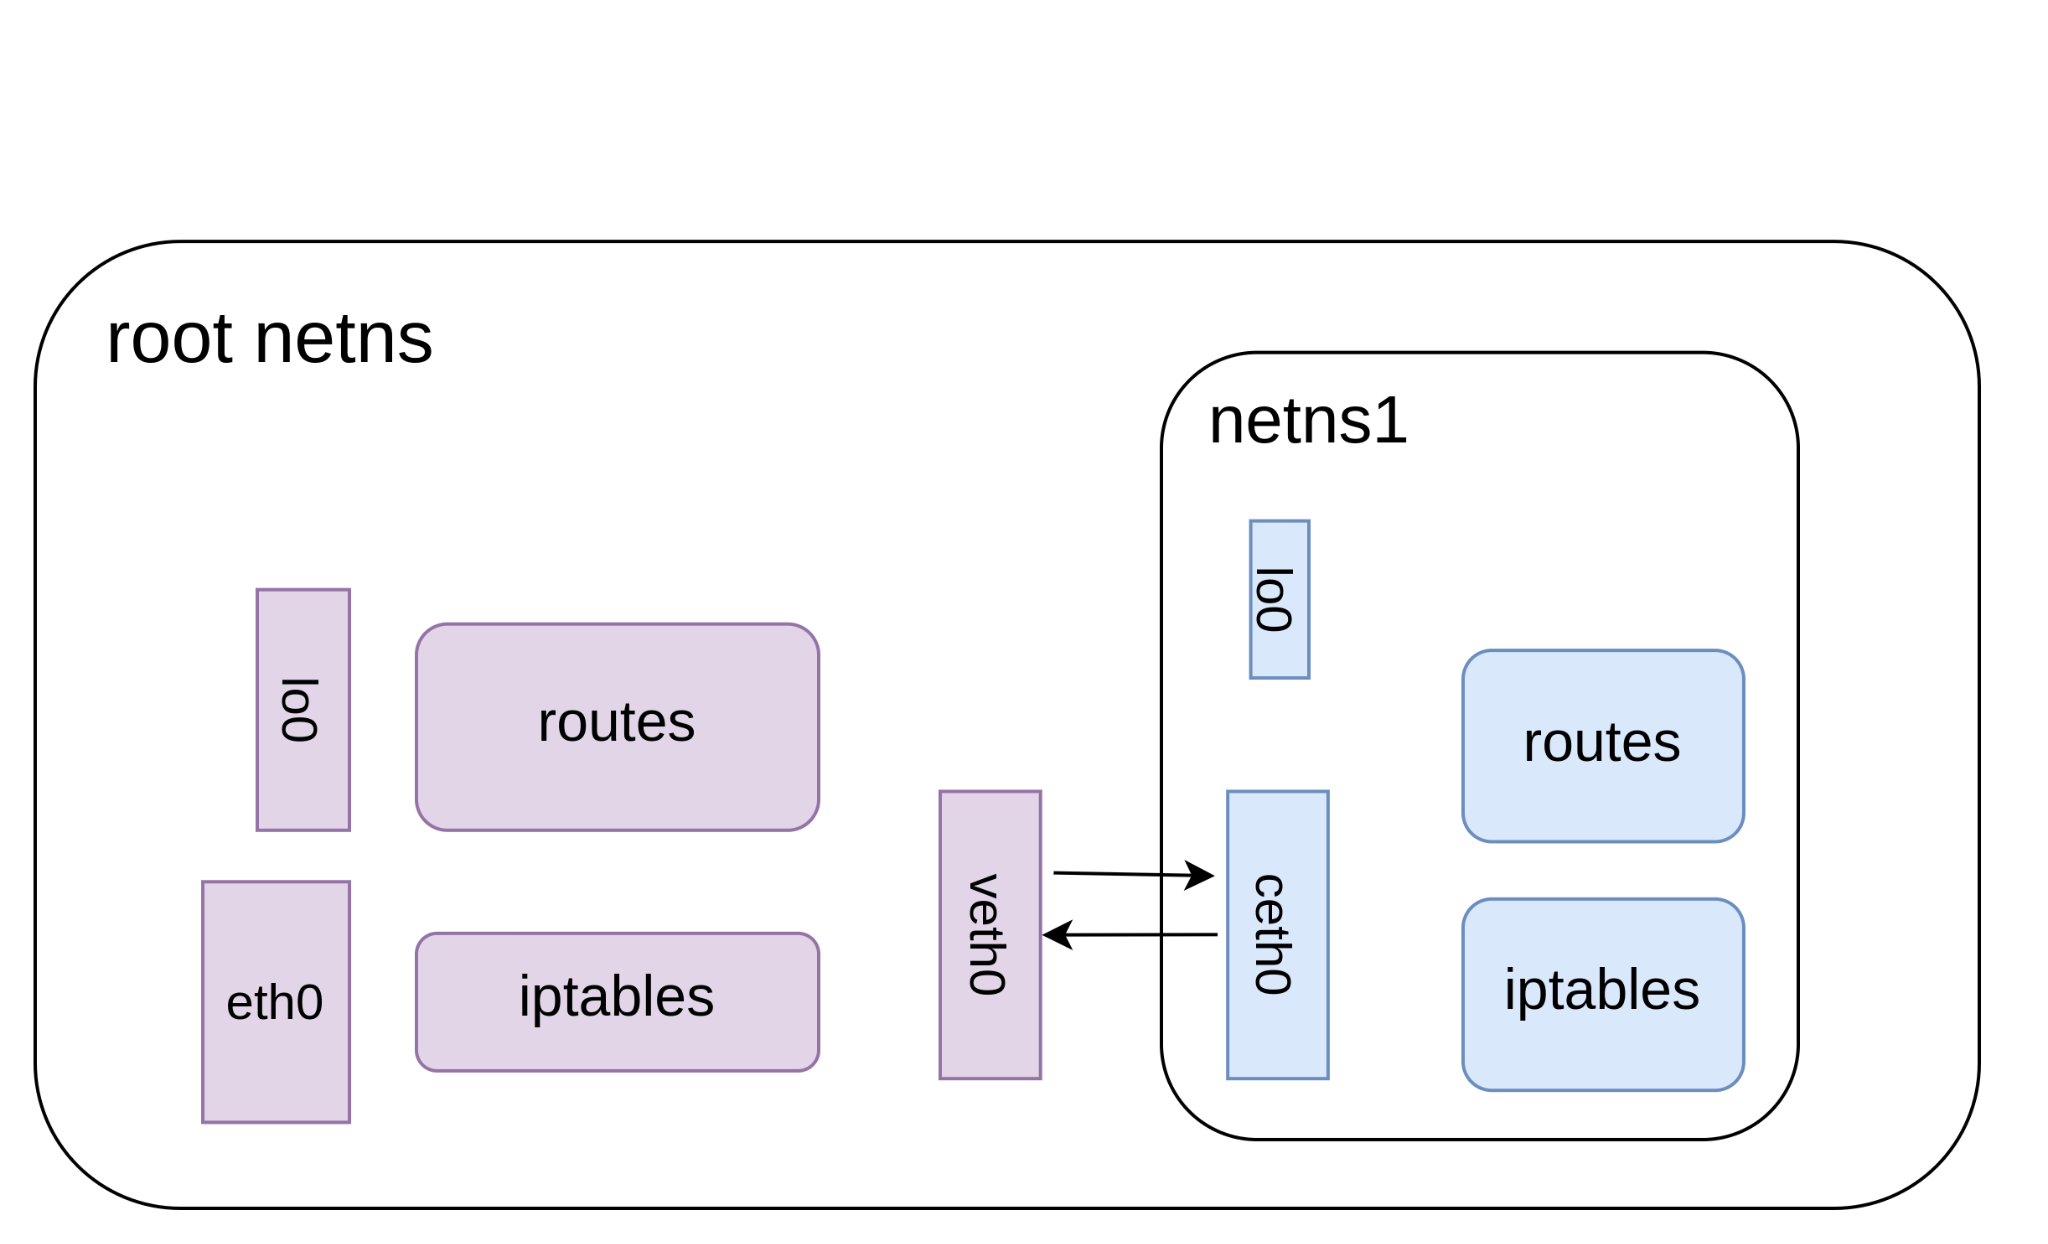 root netns
lo0
routes
eth0
iptables
veth0
netns1
lo0
ceth0
routes
iptables